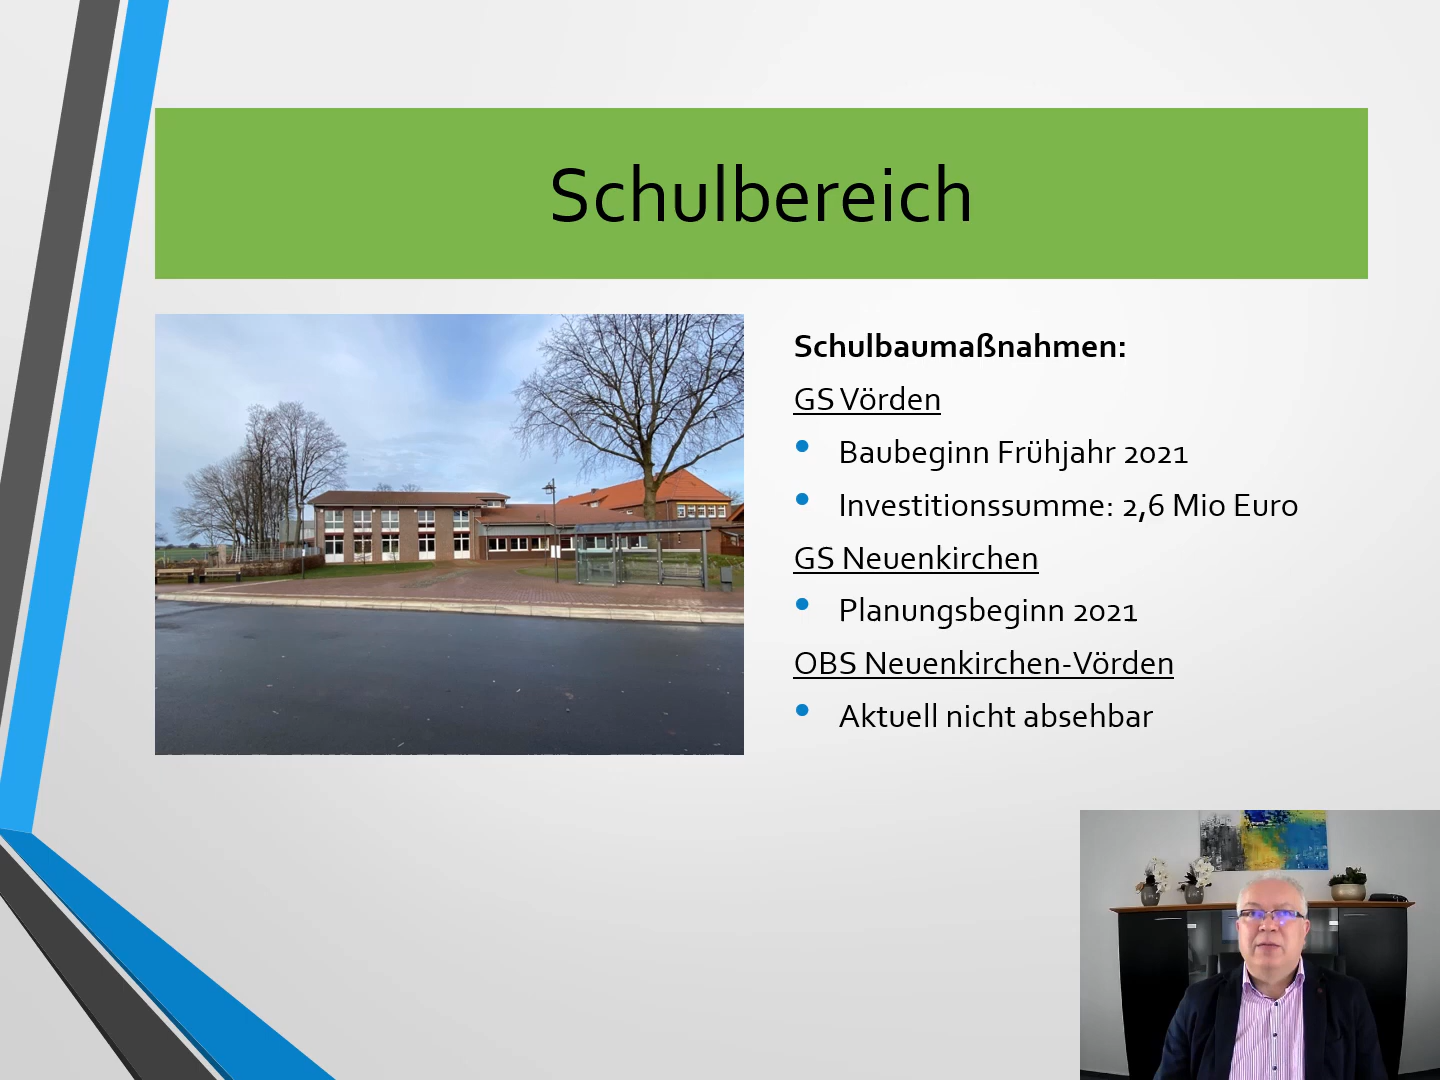 Schulbereich
Schulbaumaßnahmen:
GS Vörden
• Baubeginn Frühjahr 2021
• Investitionssumme: 2,6 Mio Euro
GS Neuenkirchen
• Planungsbeginn 2021
OBS Neuenkirchen-Vörden
• Aktuell nicht absehbar